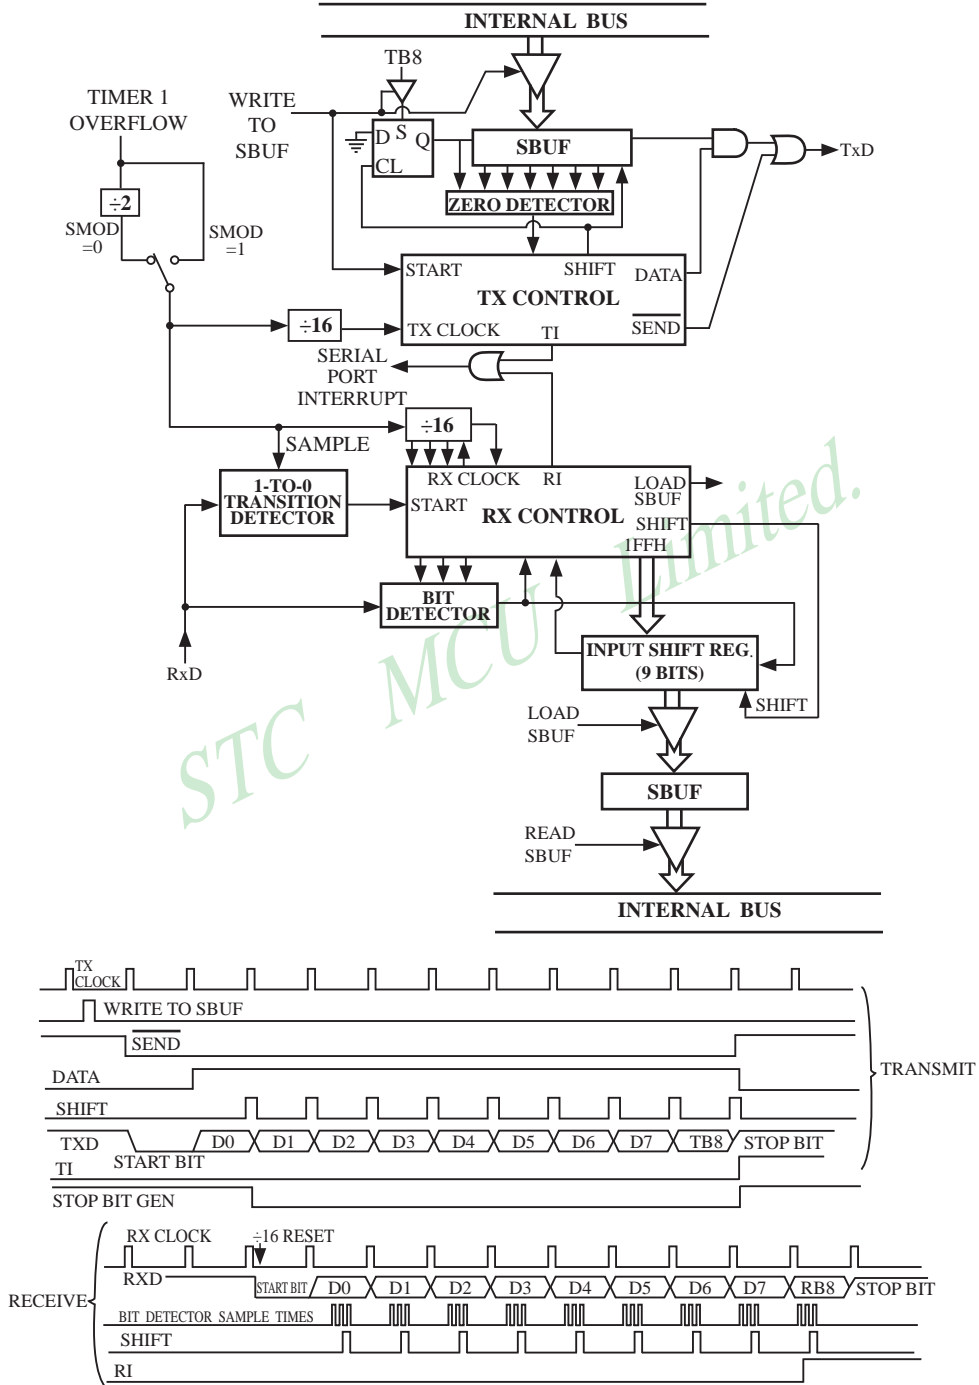 INTERNAL BUS
TB8
TIMER 1
OVERFLOW
WRITE
TO
SBUF
D S Q
CL
SBUF
TxD
÷2
ZERO DETECTOR
SMOD
=0
SMOD
=1
START
SHIFT
DATA
TX CONTROL
÷16
TX CLOCK
TI
SEND
SERIAL
PORT
INTERRUPT
÷16
SAMPLE
1-TO-0
TRANSITION
DETECTOR
RX CLOCK
RI
LOAD
SBUF
START
RX CONTROL
SHIFT
1FFH
BIT
DETECTOR
RxD
INPUT SHIFT REG.
(9 BITS)
SHIFT
LOAD
SBUF
SBUF
READ
SBUF
INTERNAL BUS
STC MCU Limited.
TX
CLOCK
WRITE TO SBUF
SEND
TRANSMIT
DATA
SHIFT
TXD
START BIT
D0 D1 D2 D3 D4 D5 D6 D7 TB8 STOP BIT
TI
STOP BIT GEN
RX CLOCK
÷16 RESET
RXD
START BIT D0 D1 D2 D3 D4 D5 D6 D7 RB8 STOP BIT
RECEIVE
BIT DETECTOR SAMPLE TIMES
SHIFT
RI